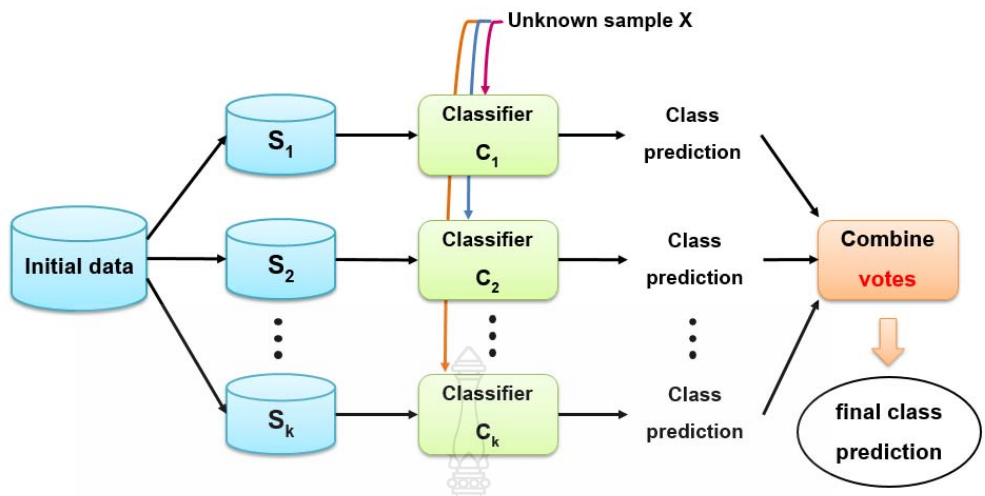 Unknown sample X
S1
Classifier
C1
Class
prediction
Initial data
S2
Classifier
C2
Class
prediction
Combine
votes
Sk
Classifier
Ck
Class
prediction
final class
prediction